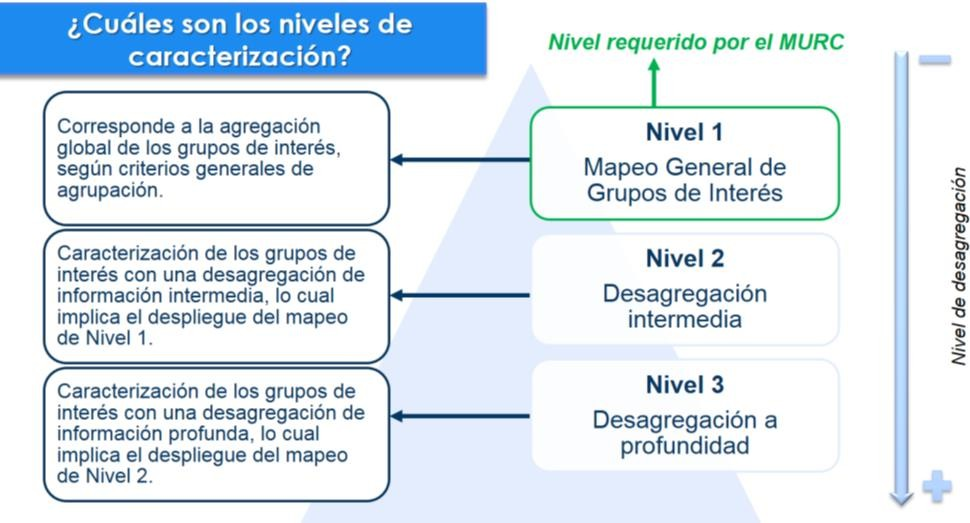 ¿Cuáles son los niveles de
caracterización?
Nivel requerido por el MURC
Corresponde a la agregación
global de los grupos de interés,
según criterios generales de
agrupación.
Nivel 1
Mapeo General de
Grupos de Interés
Caracterización de los grupos de
interés con una desagregación de
información intermedia, lo cual
implica el despliegue del mapeo
de Nivel 1.
Nivel 2
Desagregación
intermedia
Caracterización de los grupos de
interés con una desagregación de
información profunda, lo cual
implica el despliegue del mapeo
de Nivel 2.
Nivel 3
Desagregación a
profundidad
Nivel de desagregación